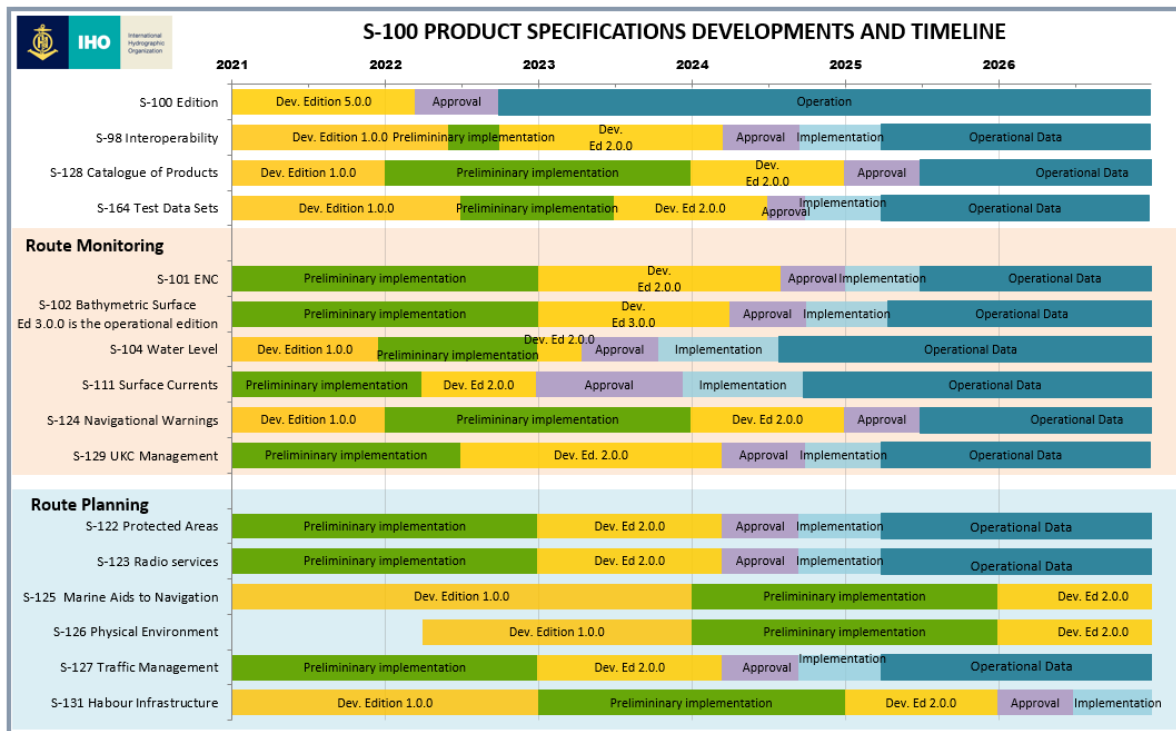 IHO
International
Hydrographic
Organization
S-100 PRODUCT SPECIFICATIONS DEVELOPMENTS AND TIMELINE
2021 2022 2023 2024 2025 2026
S-100 Edition Dev. Edition 5.0.0 Approval Operation
S-98 Interoperability Dev. Edition 1.0.0 Prelimininary implementation Dev.
Ed 2.0.0 Approval Implementation Operational Data
S-128 Catalogue of Products Dev. Edition 1.0.0 Prelimininary implementation Dev.
Ed 2.0.0 Approval Operational Data
S-164 Test Data Sets Dev. Edition 1.0.0 Prelimininary implementation Dev. Ed 2.0.0 Approval Implementation Operational Data
Route Monitoring
S-101 ENC Prelimininary implementation Dev.
Ed 2.0.0 Approval Implementation Operational Data
S-102 Bathymetric Surface
Ed 3.0.0 is the operational edition Prelimininary implementation Dev.
Ed 3.0.0 Approval Implementation Operational Data
S-104 Water Level Dev. Edition 1.0.0 Prelimininary implementation Dev. Ed 2.0.0 Approval Implementation Operational Data
S-111 Surface Currents Prelimininary implementation Dev. Ed 2.0.0 Approval Implementation Operational Data
S-124 Navigational Warnings Dev. Edition 1.0.0 Prelimininary implementation Dev. Ed 2.0.0 Approval Operational Data
S-129 UKC Management Prelimininary implementation Dev. Ed. 2.0.0 Approval Implementation Operational Data
Route Planning
S-122 Protected Areas Prelimininary implementation Dev. Ed 2.0.0 Approval Implementation Operational Data
S-123 Radio services Prelimininary implementation Dev. Ed 2.0.0 Approval Implementation Operational Data
S-125 Marine Aids to Navigation Dev. Edition 1.0.0 Prelimininary implementation Dev. Ed 2.0.0
S-126 Physical Environment Dev. Edition 1.0.0 Prelimininary implementation Dev. Ed 2.0.0
S-127 Traffic Management Prelimininary implementation Dev. Ed 2.0.0 Approval Implementation Operational Data
S-131 Habour Infrastructure Dev. Edition 1.0.0 Prelimininary implementation Dev. Ed 2.0.0 Approval Implementation